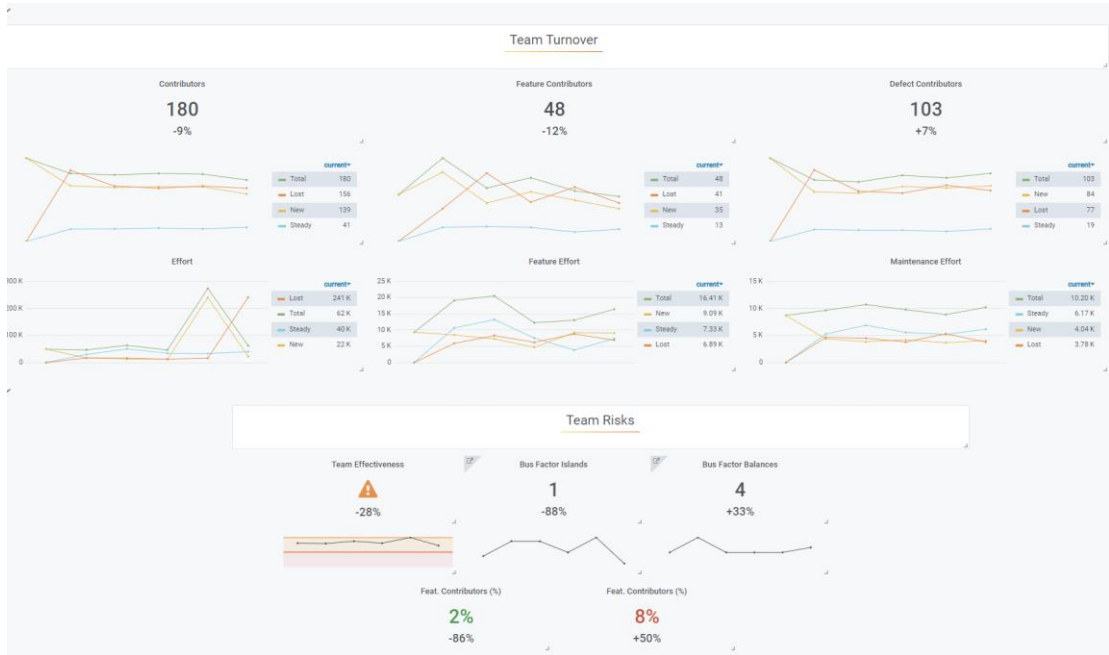 Team Turnover
Contributors
180
-9%
Feature Contributors
48
-12%
Defect Contributors
103
+7%
current
Total 180
Lost 156
New 139
Steady 41
current
Total 48
Lost 41
New 35
Steady 13
current
Total 103
New 84
Lost 77
Steady 19
Effort
200 K
0
current
Lost 241 K
Total 62 K
Steady 40 K
New 22 K
Feature Effort
25 K
20 K
15 K
10 K
5 K
0
current
Total 16.41 K
New 9.09 K
Steady 7.33 K
Lost 6.89 K
Maintenance Effort
15 K
10 K
5 K
0
current
Total 10.20 K
Steady 6.17 K
New 4.04 K
Lost 3.78 K
Team Risks
Team Effectiveness
-28%
Bus Factor Islands
1
-88%
Bus Factor Balances
4
+33%
Feat. Contributors (%)
2%
-86%
Feat. Contributors (%)
8%
+50%